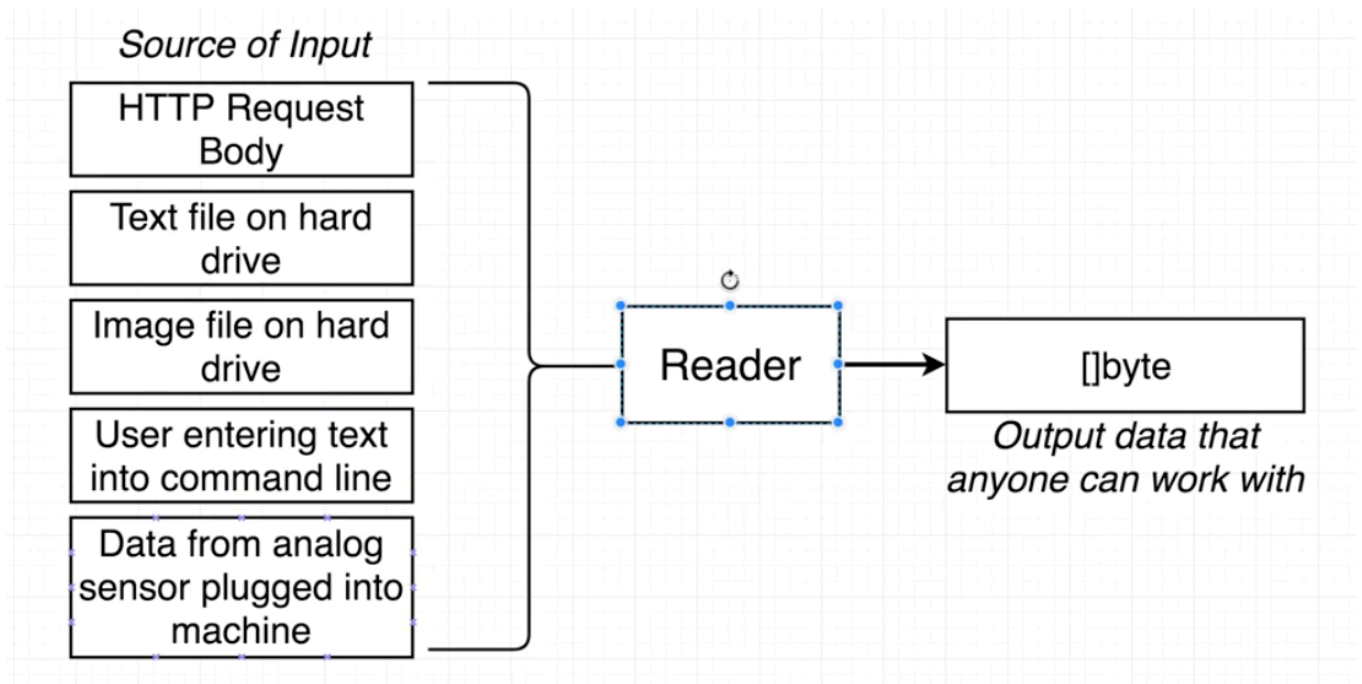 Source of Input
HTTP Request
Body
Text file on hard
drive
Image file on hard
drive
User entering text
into command line
Data from analog
sensor plugged into
machine
Reader
[]byte
Output data that
anyone can work with